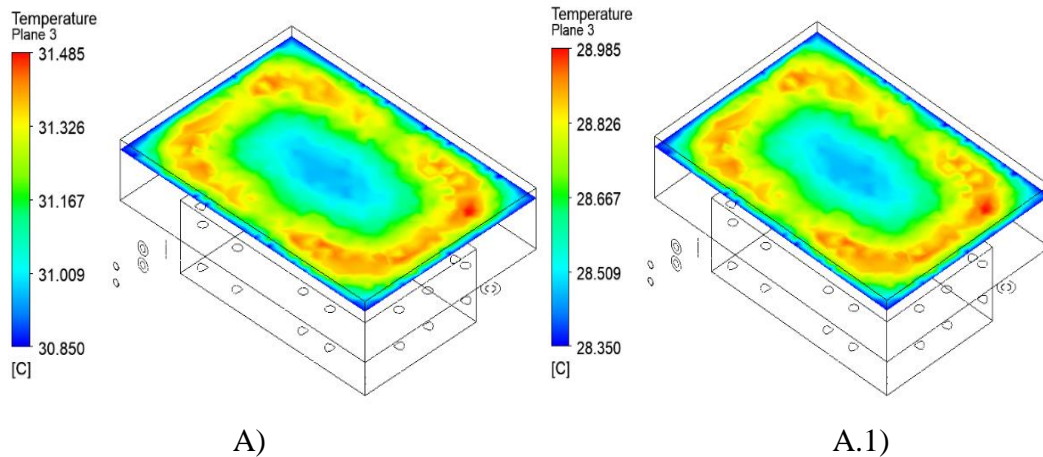 Temperature
Plane 3
31.485
31.326
31.167
31.009
30.850
[C]
A)
Temperature
Plane 3
28.985
28.826
28.667
28.509
28.350
[C]
A.1)